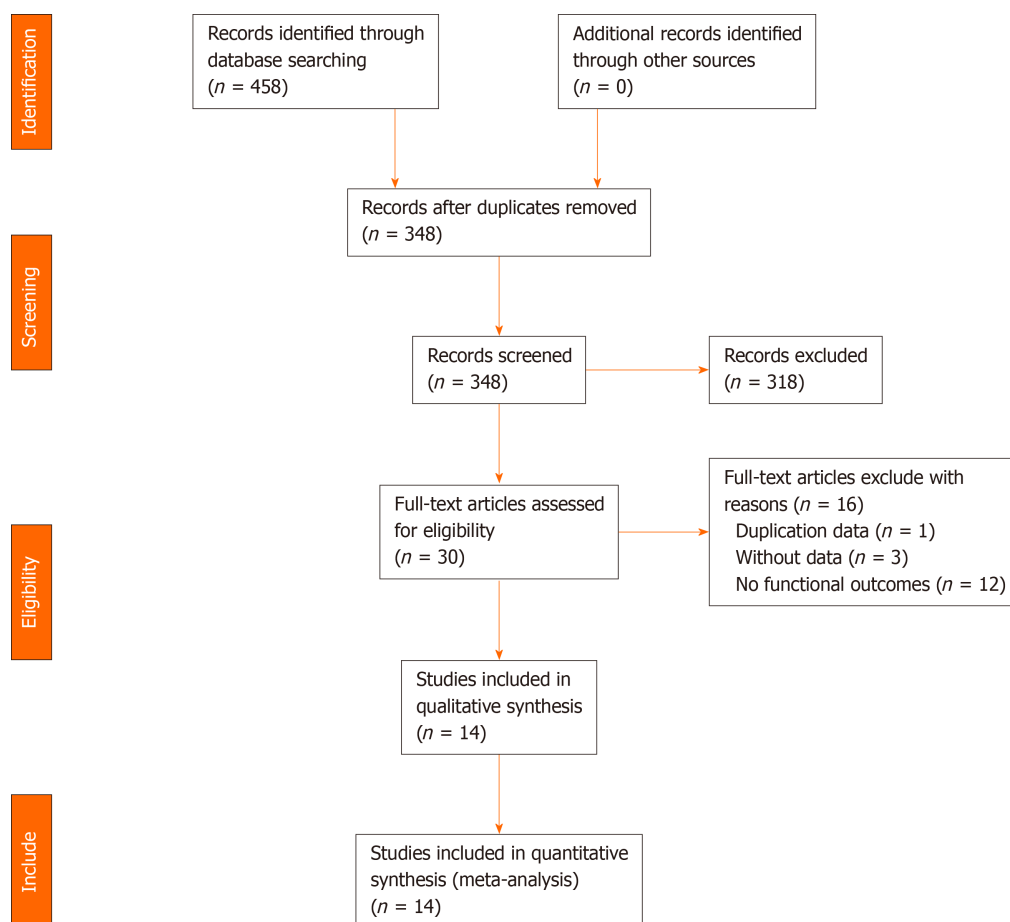 Identification
Records identified through
database searching
(n = 458)
Additional records identified
through other sources
(n = 0)
Records after duplicates removed
(n = 348)
Screening
Records screened
(n = 348)
Records excluded
(n = 318)
Eligibility
Full-text articles assessed
for eligibility
(n = 30)
Full-text articles exclude with
reasons (n = 16)
Duplication data (n = 1)
Without data (n = 3)
No functional outcomes (n = 12)
Studies included in
qualitative synthesis
(n = 14)
Include
Studies included in quantitative
synthesis (meta-analysis)
(n = 14)